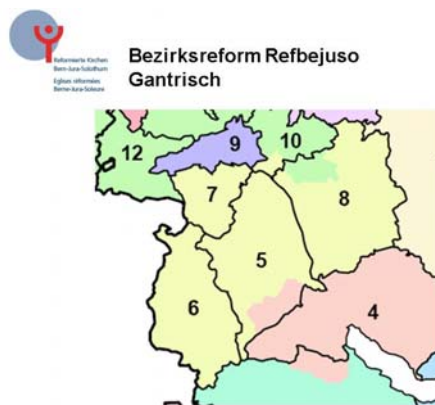 Reformierte Kirchen
Bern-Jura-Solothurn
Eglises réformées
Berne-Jura-Soleure
Bezirksreform Refbejuso
Gantrisch
9
10
12
7
8
5
6
4